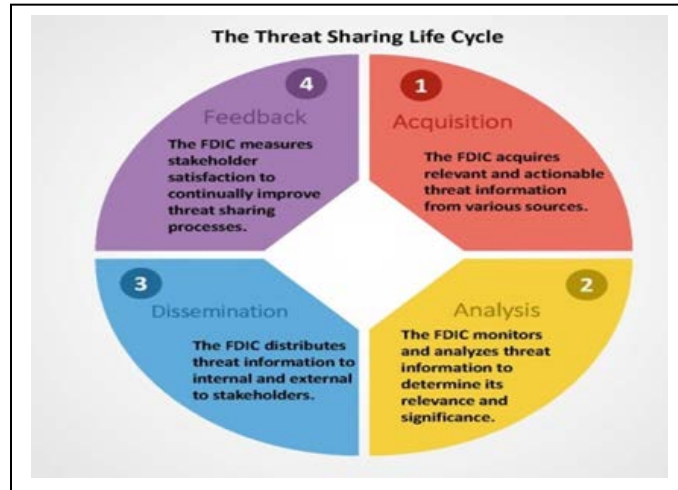 The Threat Sharing Life Cycle
1
Acquisition
The FDIC acquires
relevant and actionable
threat information
from various sources.
2
Analysis
The FDIC monitors
and analyzes threat
information to
determine its
relevance and
significance.
3
Dissemination
The FDIC distributes
threat information to
internal and external
to stakeholders.
4
Feedback
The FDIC measures
stakeholder
satisfaction to
continually improve
threat sharing
processes.